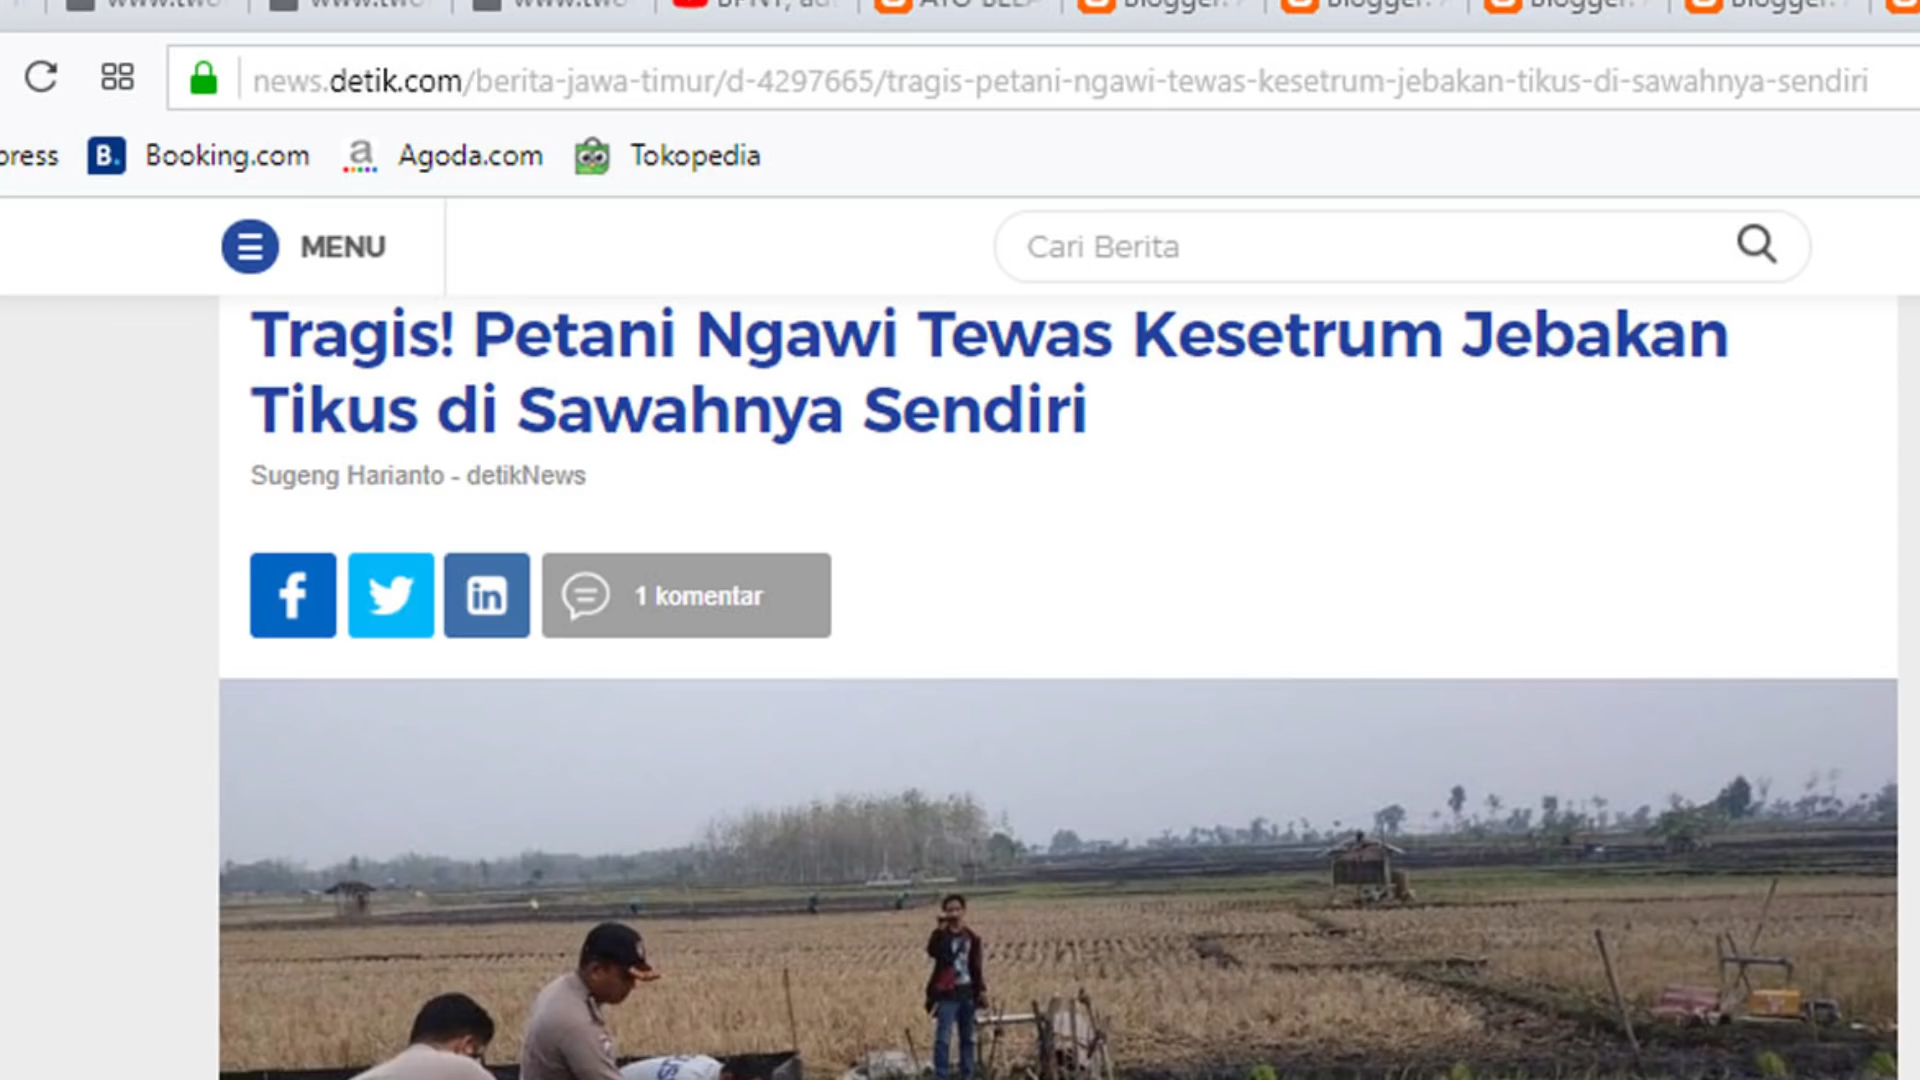 news.detik.com/berita-jawa-timur/d-4297665/tragis-petani-ngawi-tewas-kesetrum-jebakan-tikus-di-sawahnya-sendiri
B. Booking.com a Agoda.com Tokopedia
MENU Cari Berita
Tragis! Petani Ngawi Tewas Kesetrum Jebakan
Tikus di Sawahnya Sendiri
Sugeng Harianto - detikNews
f in 1 komentar